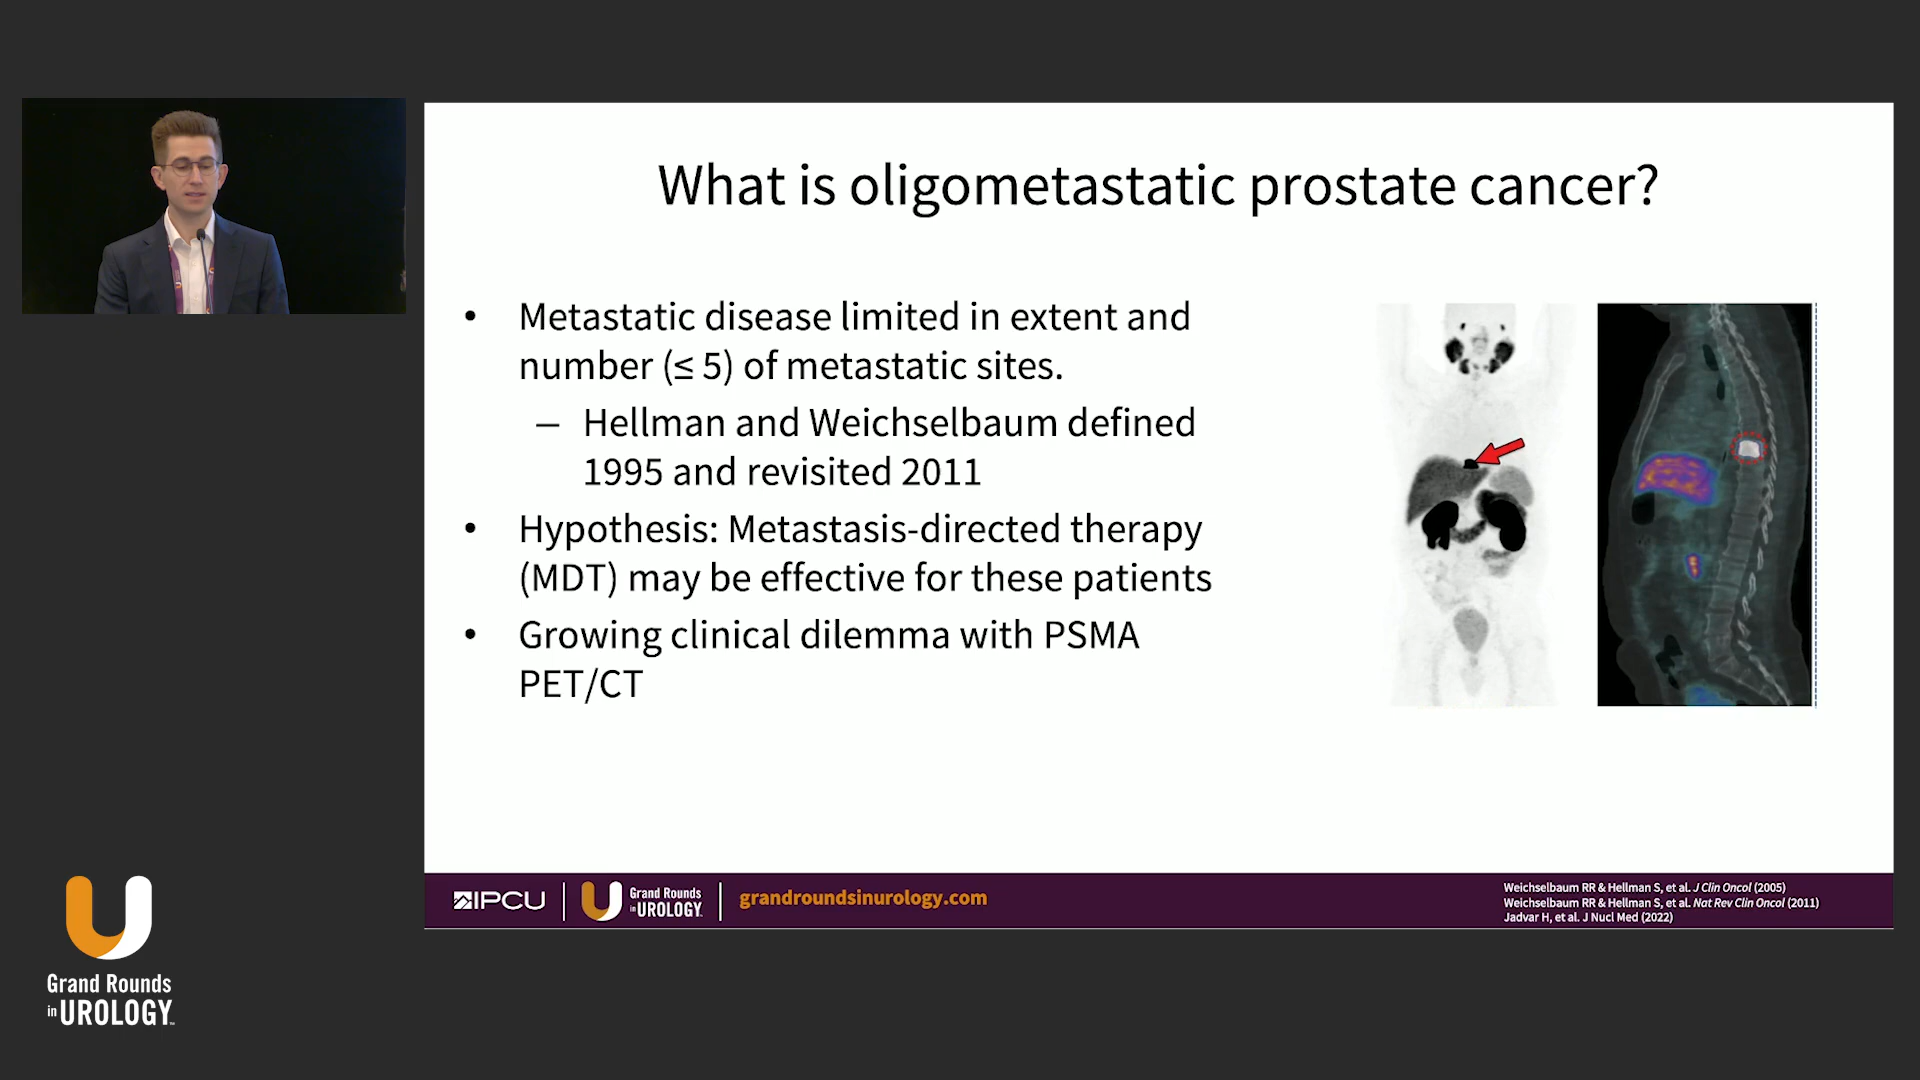 What is oligometastatic prostate cancer?
• Metastatic disease limited in extent and
number (≤ 5) of metastatic sites.
– Hellman and Weichselbaum defined
1995 and revisited 2011
• Hypothesis: Metastasis-directed therapy
(MDT) may be effective for these patients
• Growing clinical dilemma with PSMA
PET/CT
IPCU
Grand Rounds
in UROLOGY
grandroundsinurology.com
Weichselbaum RR & Hellman S, et al. J Clin Oncol (2005)
Weichselbaum RR & Hellman S, et al. Nat Rev Clin Oncol (2011)
Jadvar H, et al. J Nucl Med (2022)
Grand Rounds
in UROLOGY™